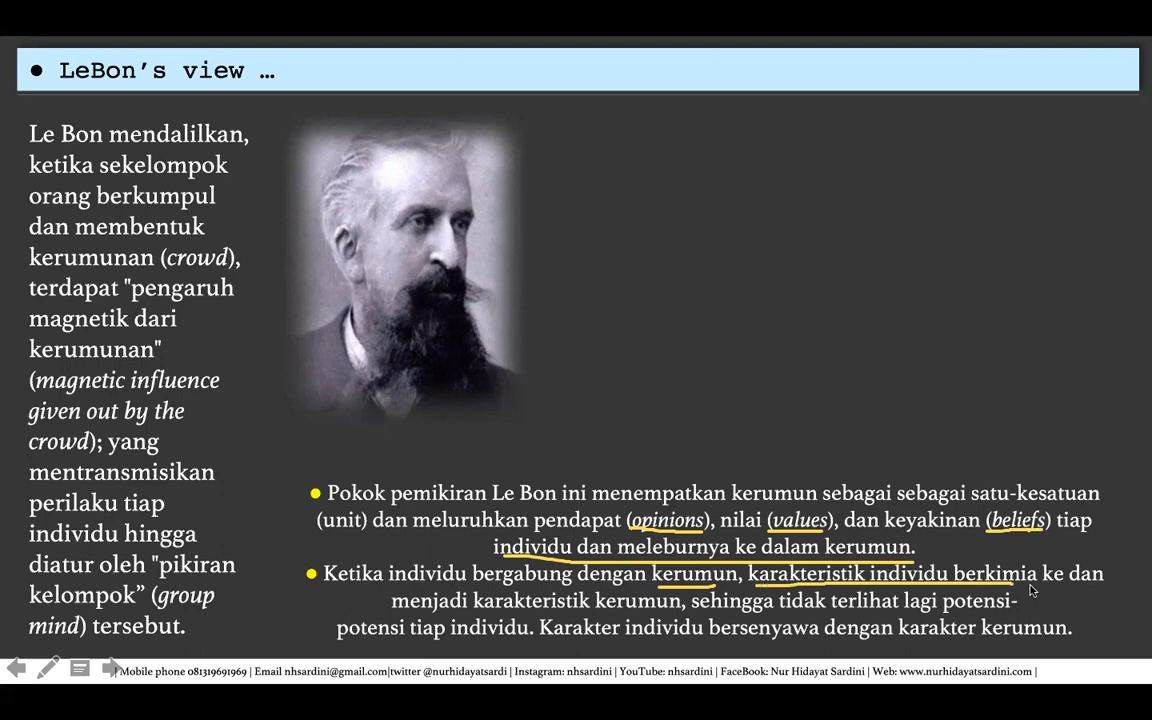 ● LeBon’s view …
Le Bon mendalilkan,
ketika sekelompok
orang berkumpul
dan membentuk
kerumunan (crowd),
terdapat "pengaruh
magnetik dari
kerumunan"
(magnetic influence
given out by the
crowd); yang
mentransmisikan
perilaku tiap
individu hingga
diatur oleh "pikiran
kelompok” (group
mind) tersebut.
● Pokok pemikiran Le Bon ini menempatkan kerumun sebagai sebagai satu-kesatuan
(unit) dan meluruhkan pendapat (opinions), nilai (values), dan keyakinan (beliefs) tiap
individu dan meleburnya ke dalam kerumun.
● Ketika individu bergabung dengan kerumun, karakteristik individu berkimia ke dan
menjadi karakteristik kerumun, sehingga tidak terlihat lagi potensi-
potensi tiap individu. Karakter individu bersenyawa dengan karakter kerumun.
| Mobile phone 081319691969 | Email nhsardini@gmail.com|twitter @nurhidayatsardi | Instagram: nhsardini | YouTube: nhsardini | FaceBook: Nur Hidayat Sardini | Web: www.nurhidayatsardini.com |